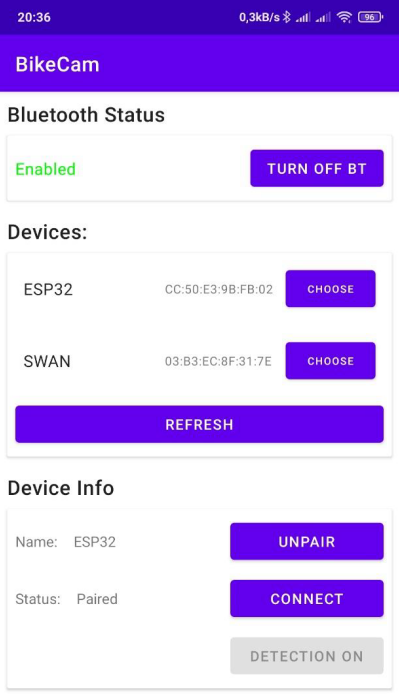 20:36 0,3kB/s 96
BikeCam
Bluetooth Status
Enabled TURN OFF BT
Devices:
ESP32 CC:50:E3:9B:FB:02 CHOOSE
SWAN 03:B3:EC:8F:31:7E CHOOSE
REFRESH
Device Info
Name: ESP32 UNPAIR
Status: Paired CONNECT
DETECTION ON